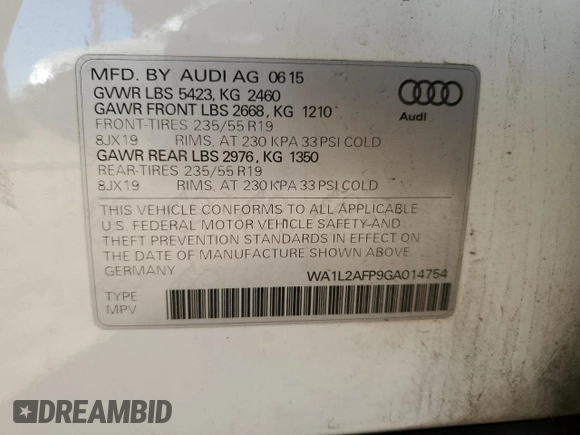 MFD. BY AUDI AG 06 15
GVWR LBS 5423, KG 2460
GAWR FRONT LBS 2668, KG 1210
FRONT-TIRES 235/55 R19
8JX19 RIMS, AT 230 KPA 33 PSI COLD
GAWR REAR LBS 2976, KG 1350
REAR-TIRES 235/55 R19
8JX19 RIMS, AT 230 KPA 33 PSI COLD
Audi
THIS VEHICLE CONFORMS TO ALL APPLICABLE
U.S. FEDERAL MOTOR VEHICLE SAFETY-AND
THEFT PREVENTION STANDARDS IN EFFECT ON
THE DATE OF MANUFACTURE SHOWN ABOVE.
GERMANY WA1L2AFP9GA014754
TYPE
MPV
DREAMBID